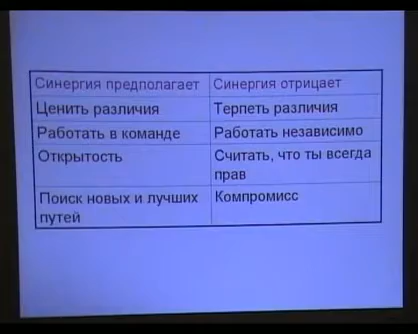 Синергия предполагает
Синергия отрицает
Ценить различия
Терпеть различия
Работать в команде
Работать независимо
Открытость
Считать, что ты всегда
прав
Поиск новых и лучших
путей
Компромисс